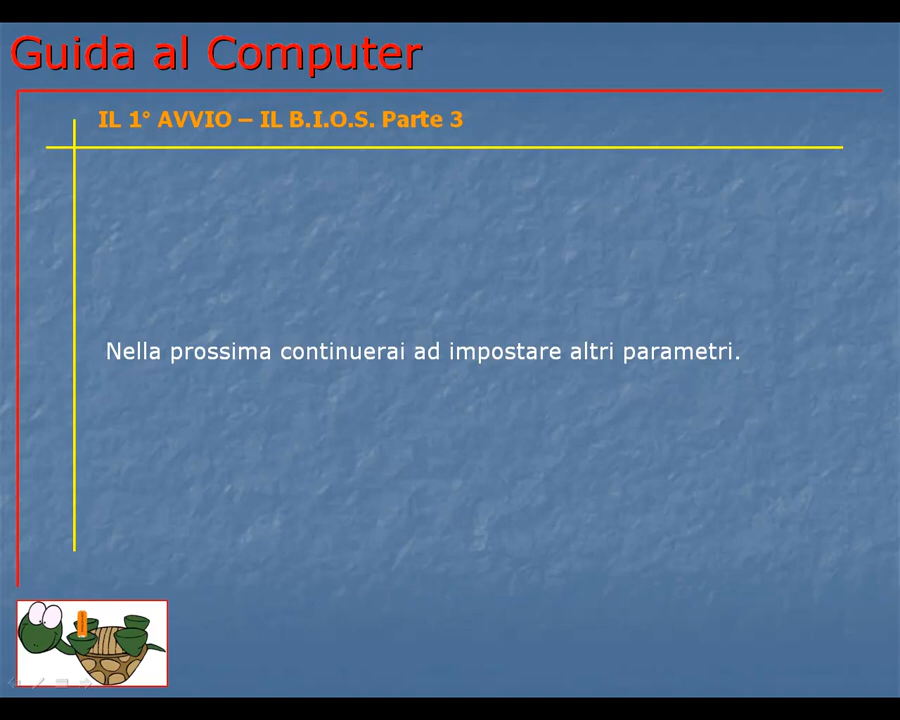 Guida al Computer
IL 1° AVVIO – IL B.I.O.S. Parte 3
Nella prossima continuerai ad impostare altri parametri.